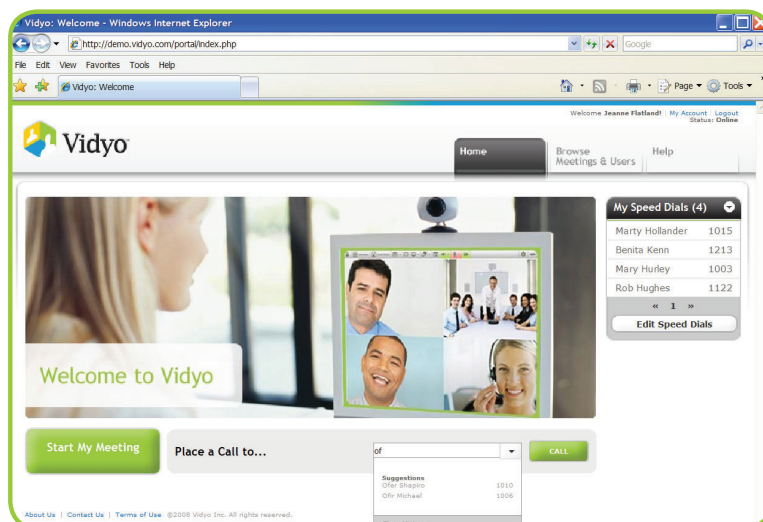 Vidyo: Welcome - Windows Internet Explorer
http://demo.vidyo.com/portal/index.php
Google
File Edit View Favorites Tools Help
Vidyo: Welcome
Page Tools
Welcome Jeanne Flatland! | My Account | Logout
Status: Online
Vidyo
Home
Browse
Meetings & Users
Help
My Speed Dials (4)
Marty Hollander 1015
Benita Kenn 1213
Mary Hurley 1003
Rob Hughes 1122
« 1 »
Edit Speed Dials
Welcome to Vidyo
Start My Meeting
Place a Call to...
of
CALL
Suggestions
Ofer Shapiro 1010
Ofir Michael 1006
About Us | Contact Us | Terms of Use ©2008 Vidyo Inc. All rights reserved.